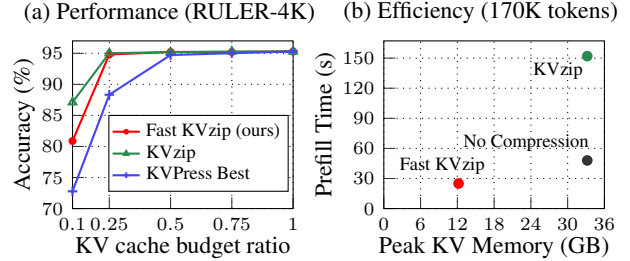 (a) Performance (RULER-4K)
Accuracy (%)
95
90
85
80
75
70
Fast KVzip (ours)
KVzip
KVPress Best
0.1 0.25 0.5 0.75 1
KV cache budget ratio
(b) Efficiency (170K tokens)
Prefill Time (s)
150
120
90
60
30
0
KVzip
No Compression
Fast KVzip
0 6 12 18 24 30 36
Peak KV Memory (GB)